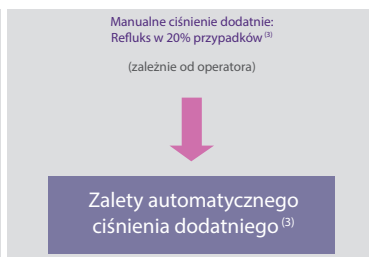 Manualne ciśnienie dodatnie:
Refluks w 20% przypadków (3)
(zależnie od operatora)
Zalety automatycznego
ciśnienia dodatniego (3)